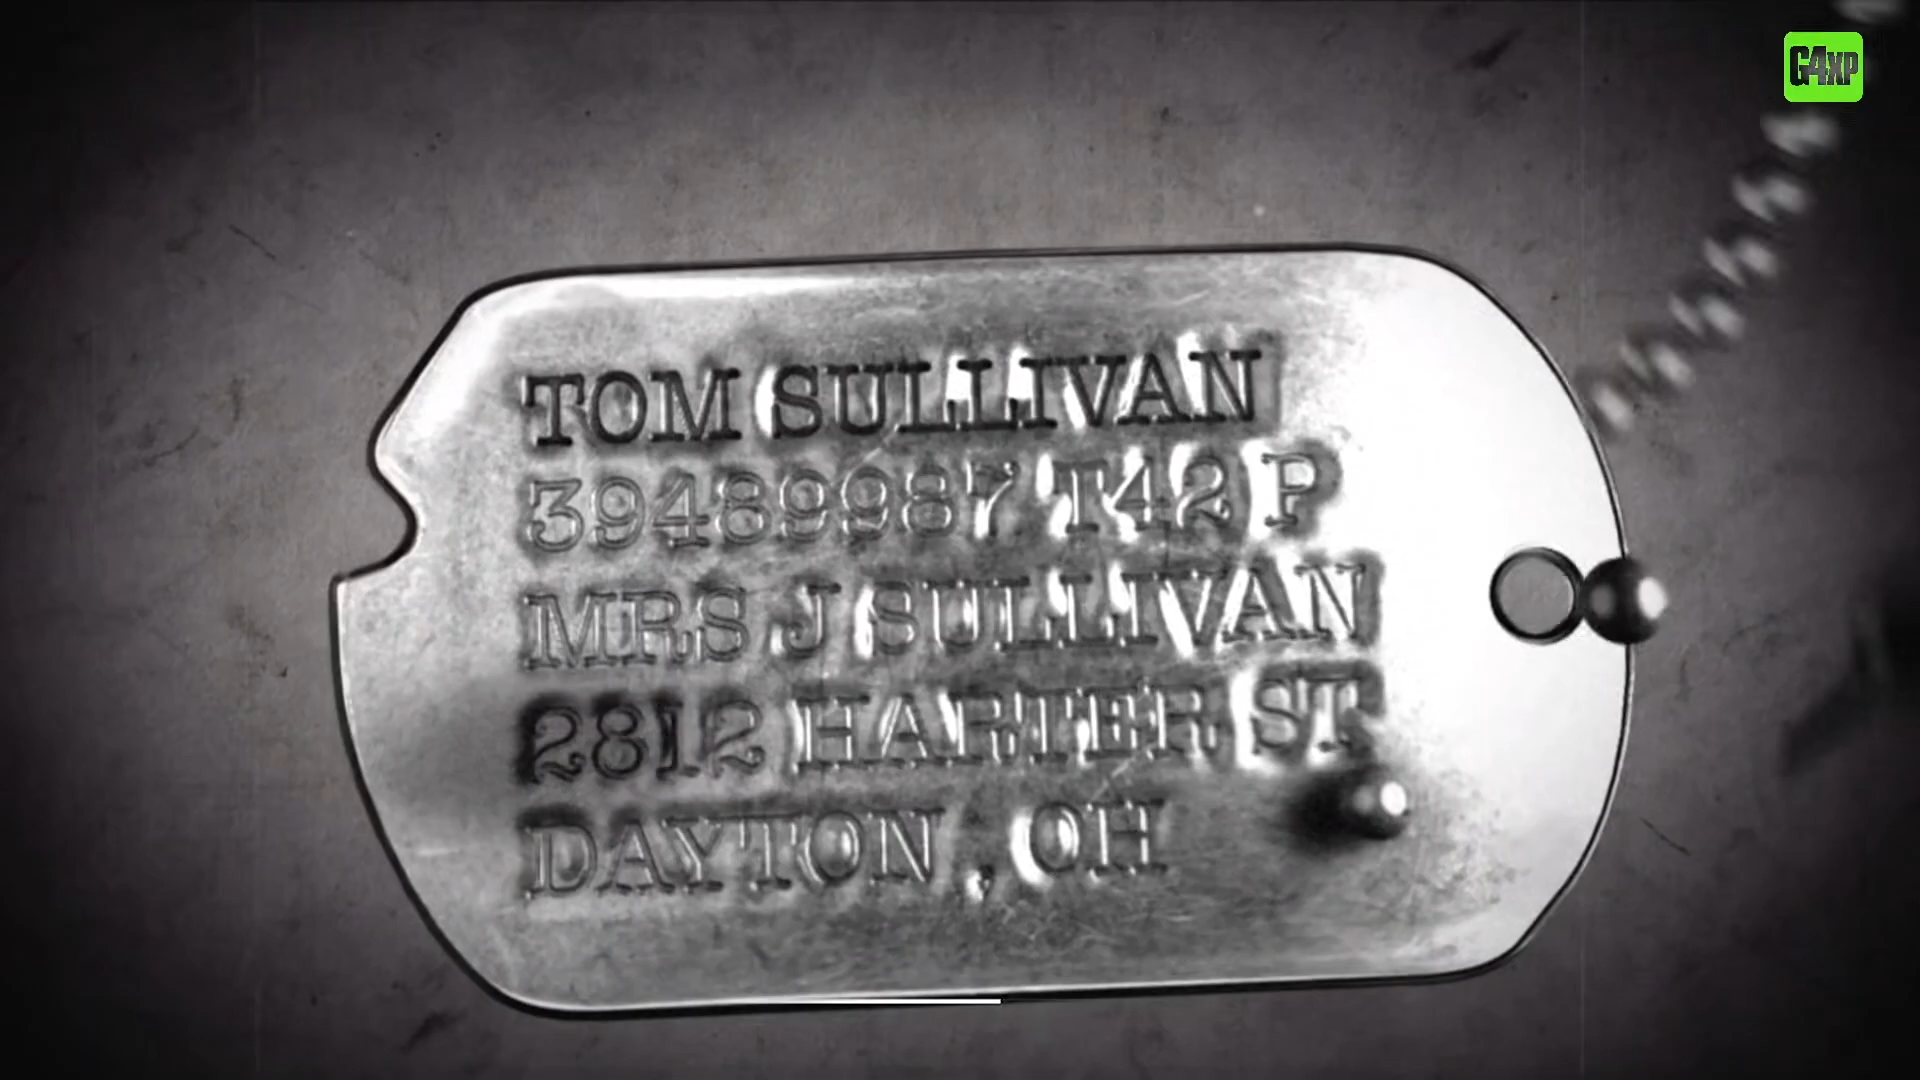 G4XP
TOM SULLIVAN
39489987 T42 P
MRS J SULLIVAN
2812 HARTER ST
DAYTON , OH